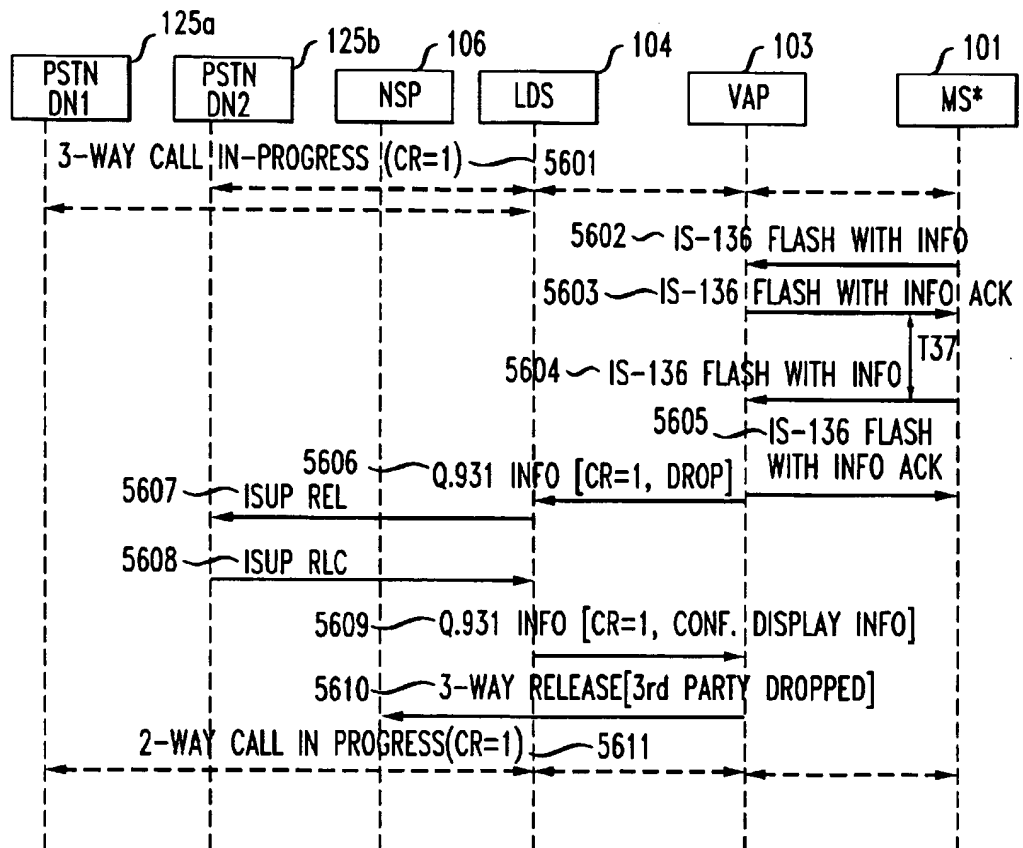 125a
125b
106
104
103
101
PSTN
DN1
PSTN
DN2
NSP
LDS
VAP
MS*
3-WAY CALL IN-PROGRESS (CR=1)
5601
5602
IS-136 FLASH WITH INFO
5603
IS-136 FLASH WITH INFO ACK
T37
5604
IS-136 FLASH WITH INFO
5605
IS-136 FLASH
WITH INFO ACK
5606
Q.931 INFO [CR=1, DROP]
5607
ISUP REL
5608
ISUP RLC
5609
Q.931 INFO [CR=1, CONF. DISPLAY INFO]
5610
3-WAY RELEASE[3rd PARTY DROPPED]
2-WAY CALL IN PROGRESS(CR=1)
5611